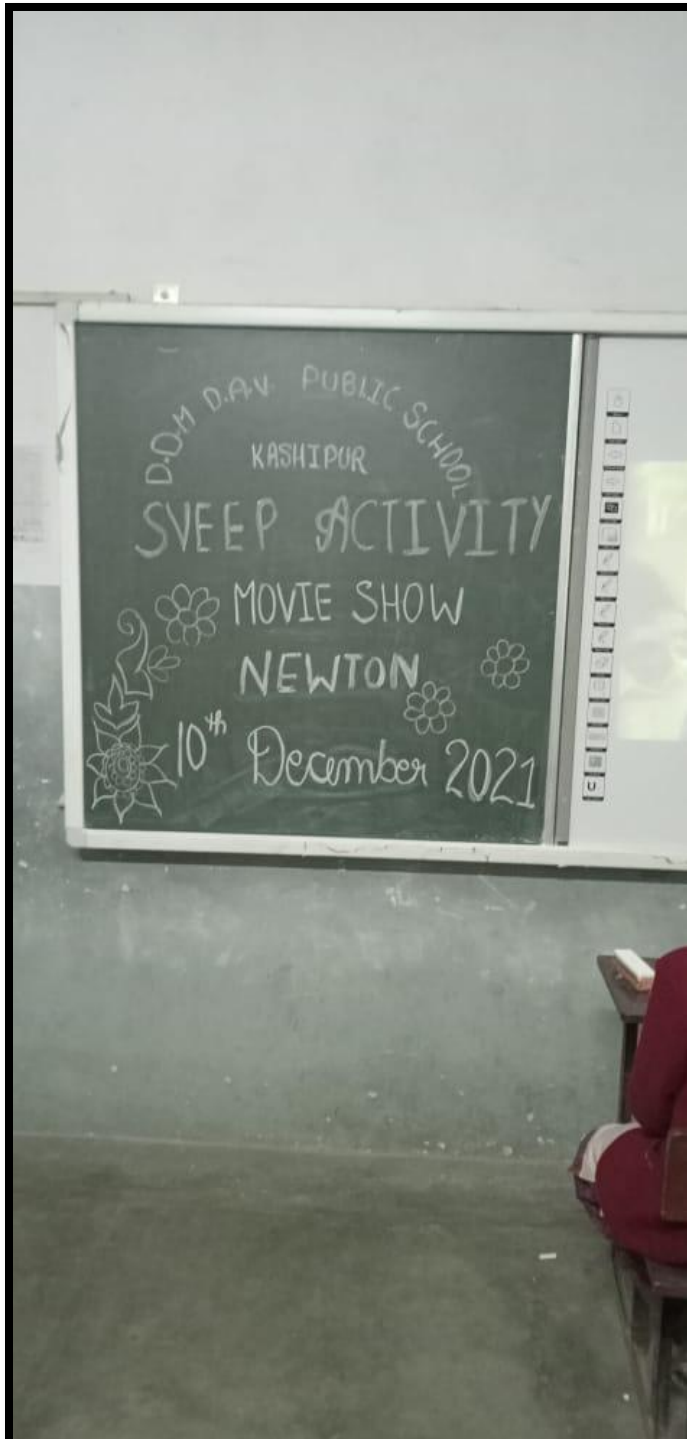 D.D.M D.A.V. PUBLIC SCHOOL
KASHIPUR
SVEEP ACTIVITY
MOVIE SHOW
NEWTON
10th December 2021
U